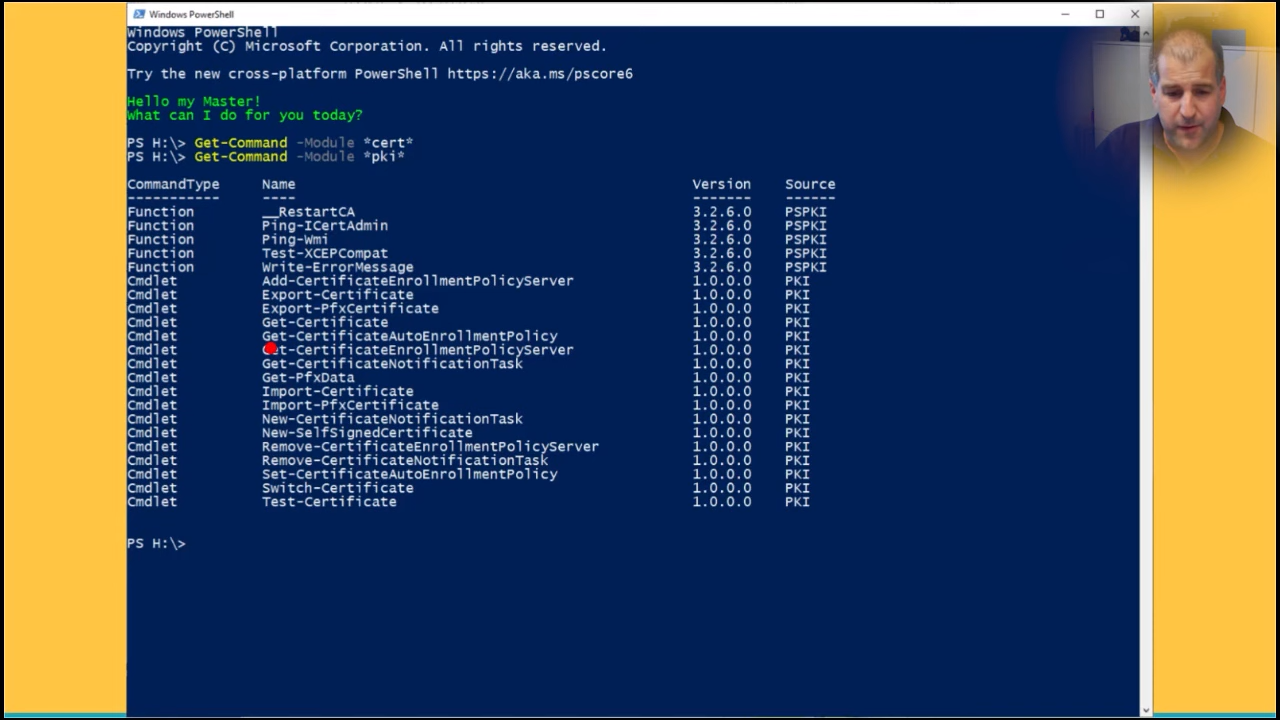 Windows PowerShell
Windows PowerShell
Copyright (C) Microsoft Corporation. All rights reserved.
Try the new cross-platform PowerShell https://aka.ms/pscore6
Hello my Master!
What can I do for you today?
PS H:\> Get-Command -Module *cert*
PS H:\> Get-Command -Module *pki*
CommandType Name Version Source
----------- ---- ------- ------
Function __RestartCA 3.2.6.0 PSPKI
Function Ping-ICertAdmin 3.2.6.0 PSPKI
Function Ping-Wmi 3.2.6.0 PSPKI
Function Test-XCEPCompat 3.2.6.0 PSPKI
Function Write-ErrorMessage 3.2.6.0 PSPKI
Cmdlet Add-CertificateEnrollmentPolicyServer 1.0.0.0 PKI
Cmdlet Export-Certificate 1.0.0.0 PKI
Cmdlet Export-PfxCertificate 1.0.0.0 PKI
Cmdlet Get-Certificate 1.0.0.0 PKI
Cmdlet Get-CertificateAutoEnrollmentPolicy 1.0.0.0 PKI
Cmdlet Get-CertificateEnrollmentPolicyServer 1.0.0.0 PKI
Cmdlet Get-CertificateNotificationTask 1.0.0.0 PKI
Cmdlet Get-PfxData 1.0.0.0 PKI
Cmdlet Import-Certificate 1.0.0.0 PKI
Cmdlet Import-PfxCertificate 1.0.0.0 PKI
Cmdlet New-CertificateNotificationTask 1.0.0.0 PKI
Cmdlet New-SelfSignedCertificate 1.0.0.0 PKI
Cmdlet Remove-CertificateEnrollmentPolicyServer 1.0.0.0 PKI
Cmdlet Remove-CertificateNotificationTask 1.0.0.0 PKI
Cmdlet Set-CertificateAutoEnrollmentPolicy 1.0.0.0 PKI
Cmdlet Switch-Certificate 1.0.0.0 PKI
Cmdlet Test-Certificate 1.0.0.0 PKI
PS H:\>